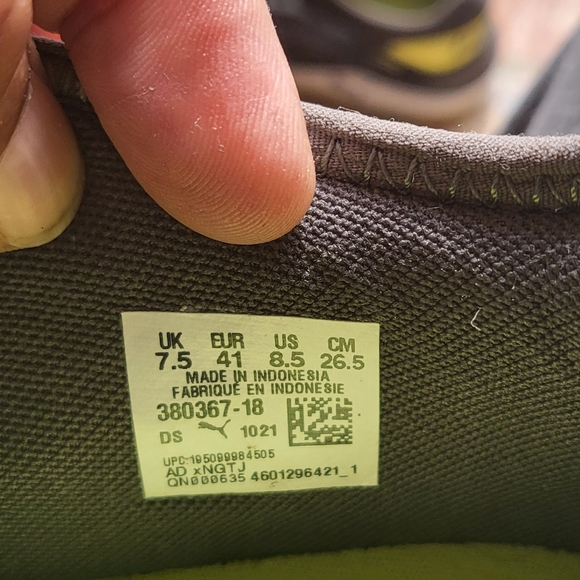 UK EUR US CM
7.5 41 8.5 26.5
MADE IN INDONESIA
FABRIQUÉ EN INDONESIE
380367-18
DS 1021
UPC:195099984505
AD xNGTJ
QN000635 4601296421_1